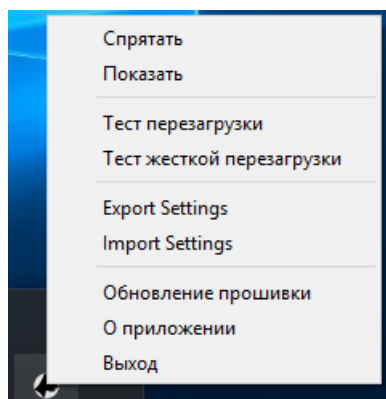 Спрятать
Показать
Тест перезагрузки
Тест жесткой перезагрузки
Export Settings
Import Settings
Обновление прошивки
О приложении
Выход